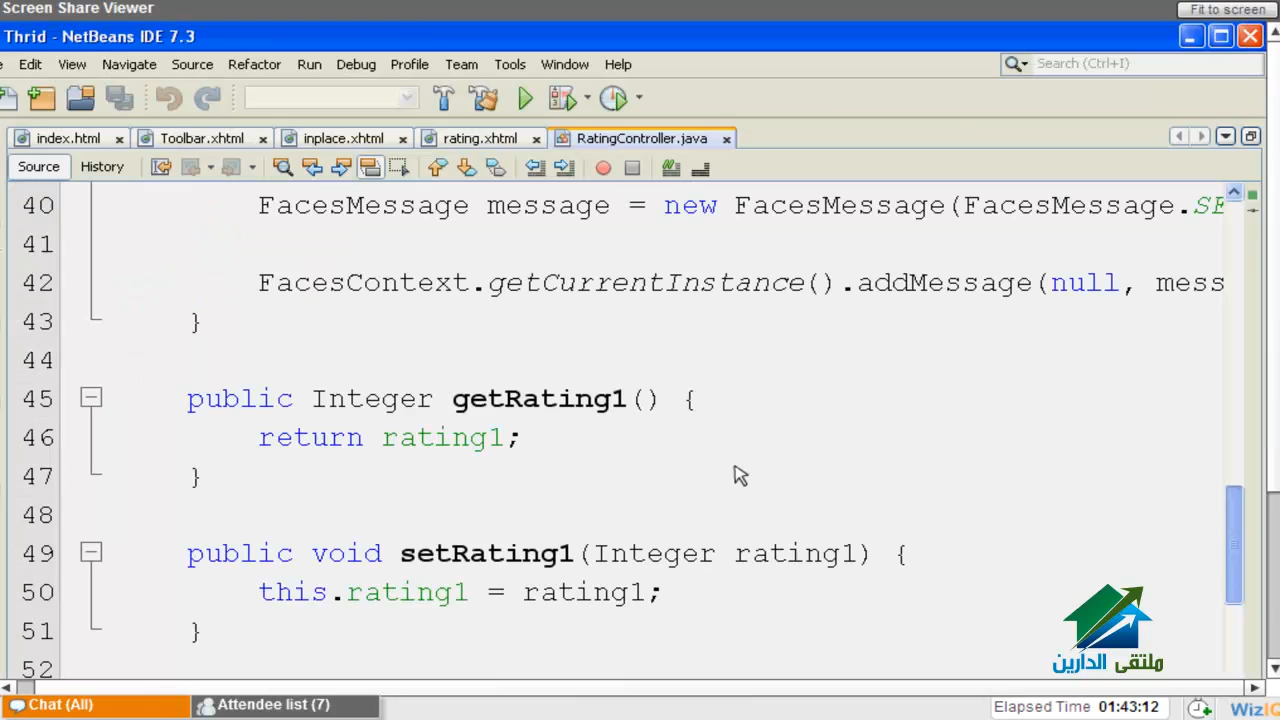 Screen Share Viewer
Fit to screen
Thrid - NetBeans IDE 7.3
Edit View Navigate Source Refactor Run Debug Profile Team Tools Window Help
Search (Ctrl+I)
index.html Toolbar.xhtml inplace.xhtml rating.xhtml RatingController.java
Source History
40 FacesMessage message = new FacesMessage(FacesMessage.SE
41
42 FacesContext.getCurrentInstance().addMessage(null, mess
43 }
44
45 public Integer getRating1() {
46 return rating1;
47 }
48
49 public void setRating1(Integer rating1) {
50 this.rating1 = rating1;
51 }
52
ملتقى الدارين
Chat (All)
Attendee list (7)
Elapsed Time 01:43:12
WizIQ